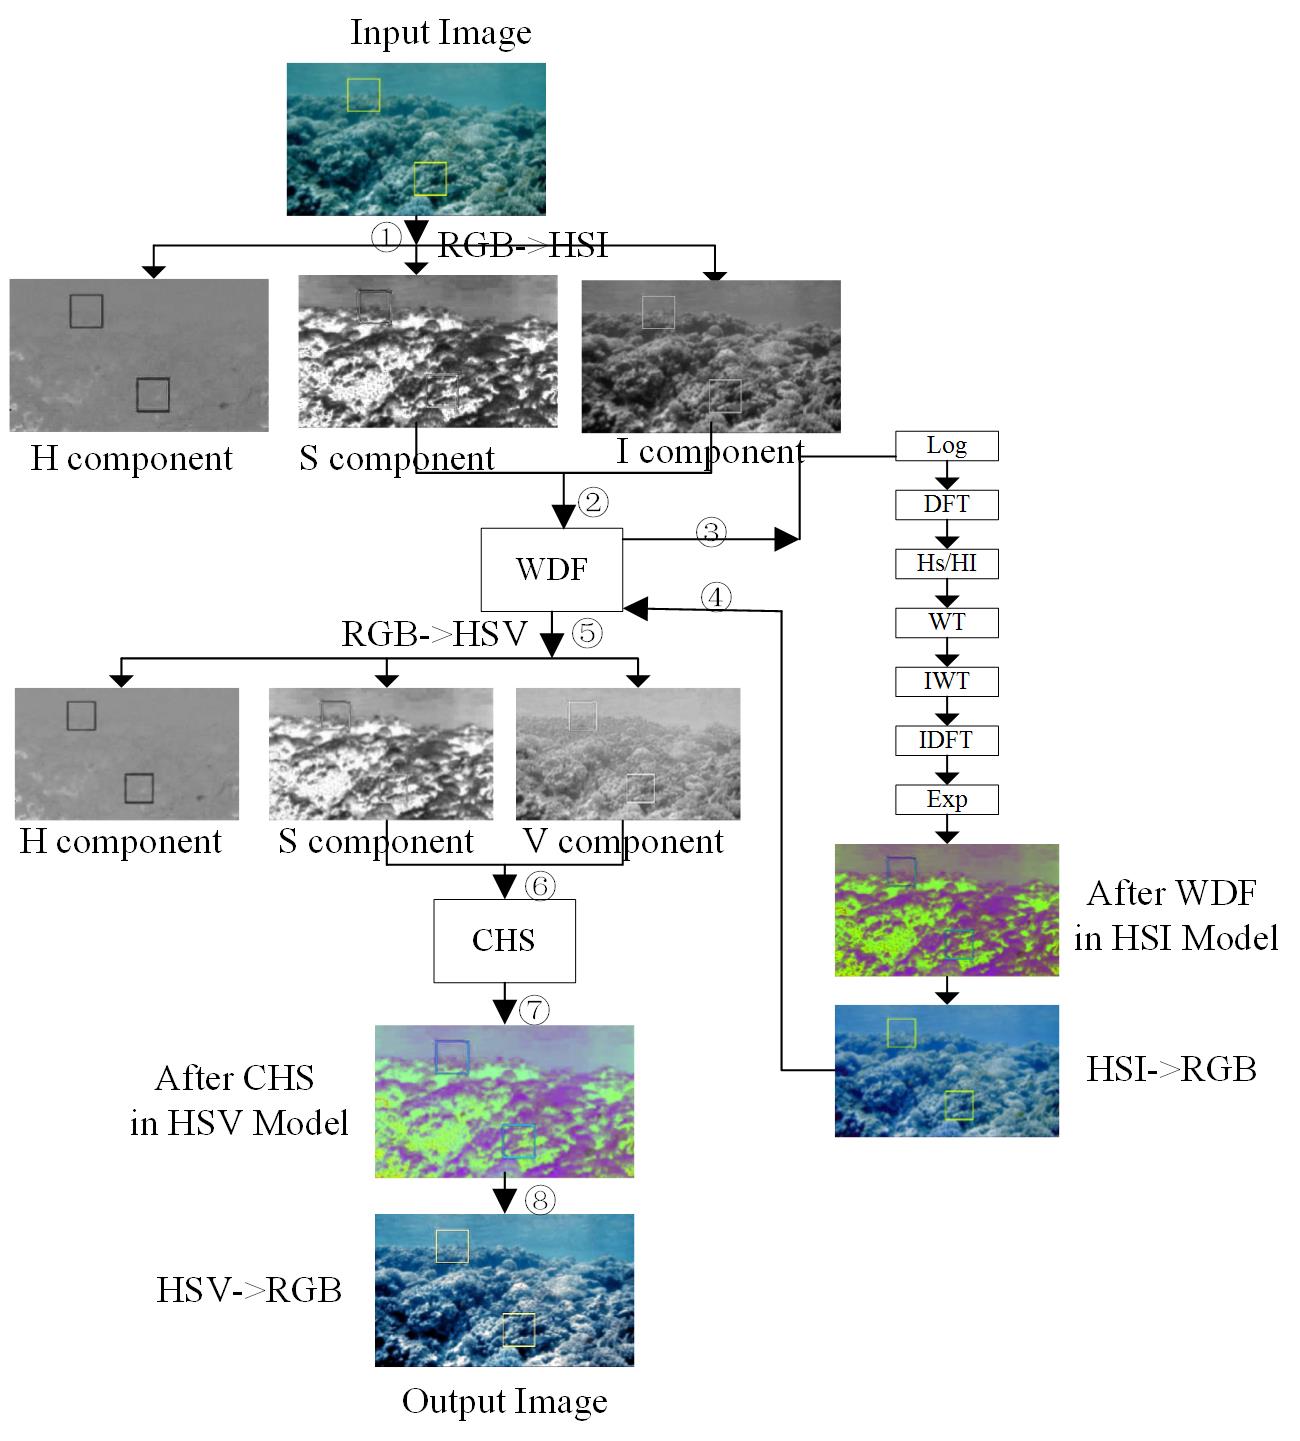 Input Image
①
RGB->HSI
H component
S component
I component
②
WDF
③
Log
DFT
Hs/HI
WT
IWT
IDFT
Exp
After WDF
in HSI Model
HSI->RGB
④
RGB->HSV
⑤
H component
S component
V component
⑥
CHS
⑦
After CHS
in HSV Model
⑧
HSV->RGB
Output Image